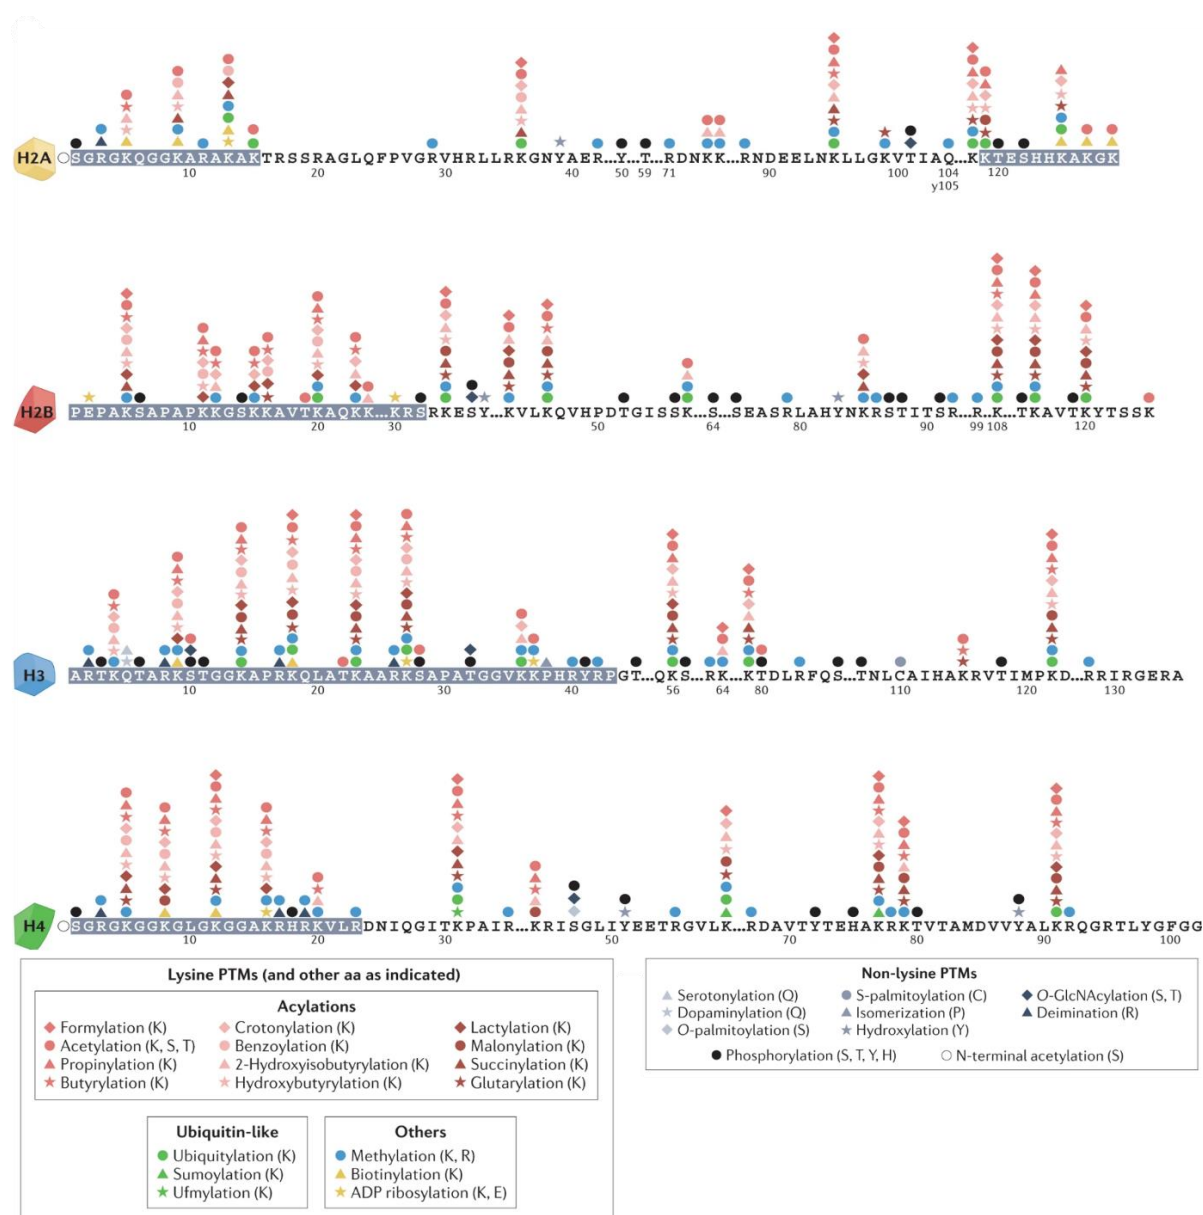 H2A
SGRGKQGGKARAKAKTRSSRAGLQFPVGRVHRLLRKGNYAER...Y...T...RDNKK...RNDEELNKLLGKVTIAQ...KKTESHHKAKGK
10 20 30 40 50 59 71 90 100 104 120
y105
H2B
PEPAKSAPAPKKGSKKAVTKAQKK...KRSRKESY...KVLKQVHPDTGISSK...S...SEASRLAHYNKRSTITSR...R...K...TKAVTKYTSSK
10 20 30 50 64 80 90 99 108 120
H3
ARTKQTARKSTGGKAPRKQLATKAARKSAPATGGVKKPHRYRPGT...QKS...RK...KTDLRFQS...TNLCAIHAKRVTIMPKD...RRIRGERA
10 20 30 40 56 64 80 110 120 130
H4
SGRGKGGKGLGKGGAKRHRKVLRDNIQGITKPAIR...KRISGLIYEETRGVLK...RDAVTYTEHAKRKTVTAMDVVYALKRQGRTLYGFGG
10 20 30 50 70 80 90 100
Lysine PTMs (and other aa as indicated)
Acylations
Formylation (K)
Acetylation (K, S, T)
Propinylation (K)
Butyrylation (K)
Crotonylation (K)
Benzoylation (K)
2-Hydroxyisobutyrylation (K)
Hydroxybutyrylation (K)
Lactylation (K)
Malonylation (K)
Succinylation (K)
Glutarylation (K)
Ubiquitin-like
Ubiquitylation (K)
Sumoylation (K)
Ufmylation (K)
Others
Methylation (K, R)
Biotinylation (K)
ADP ribosylation (K, E)
Non-lysine PTMs
Serotonylation (Q)
Dopaminylation (Q)
O-palmitoylation (S)
S-palmitoylation (C)
Isomerization (P)
Hydroxylation (Y)
O-GlcNAcylation (S, T)
Deimination (R)
Phosphorylation (S, T, Y, H)
N-terminal acetylation (S)